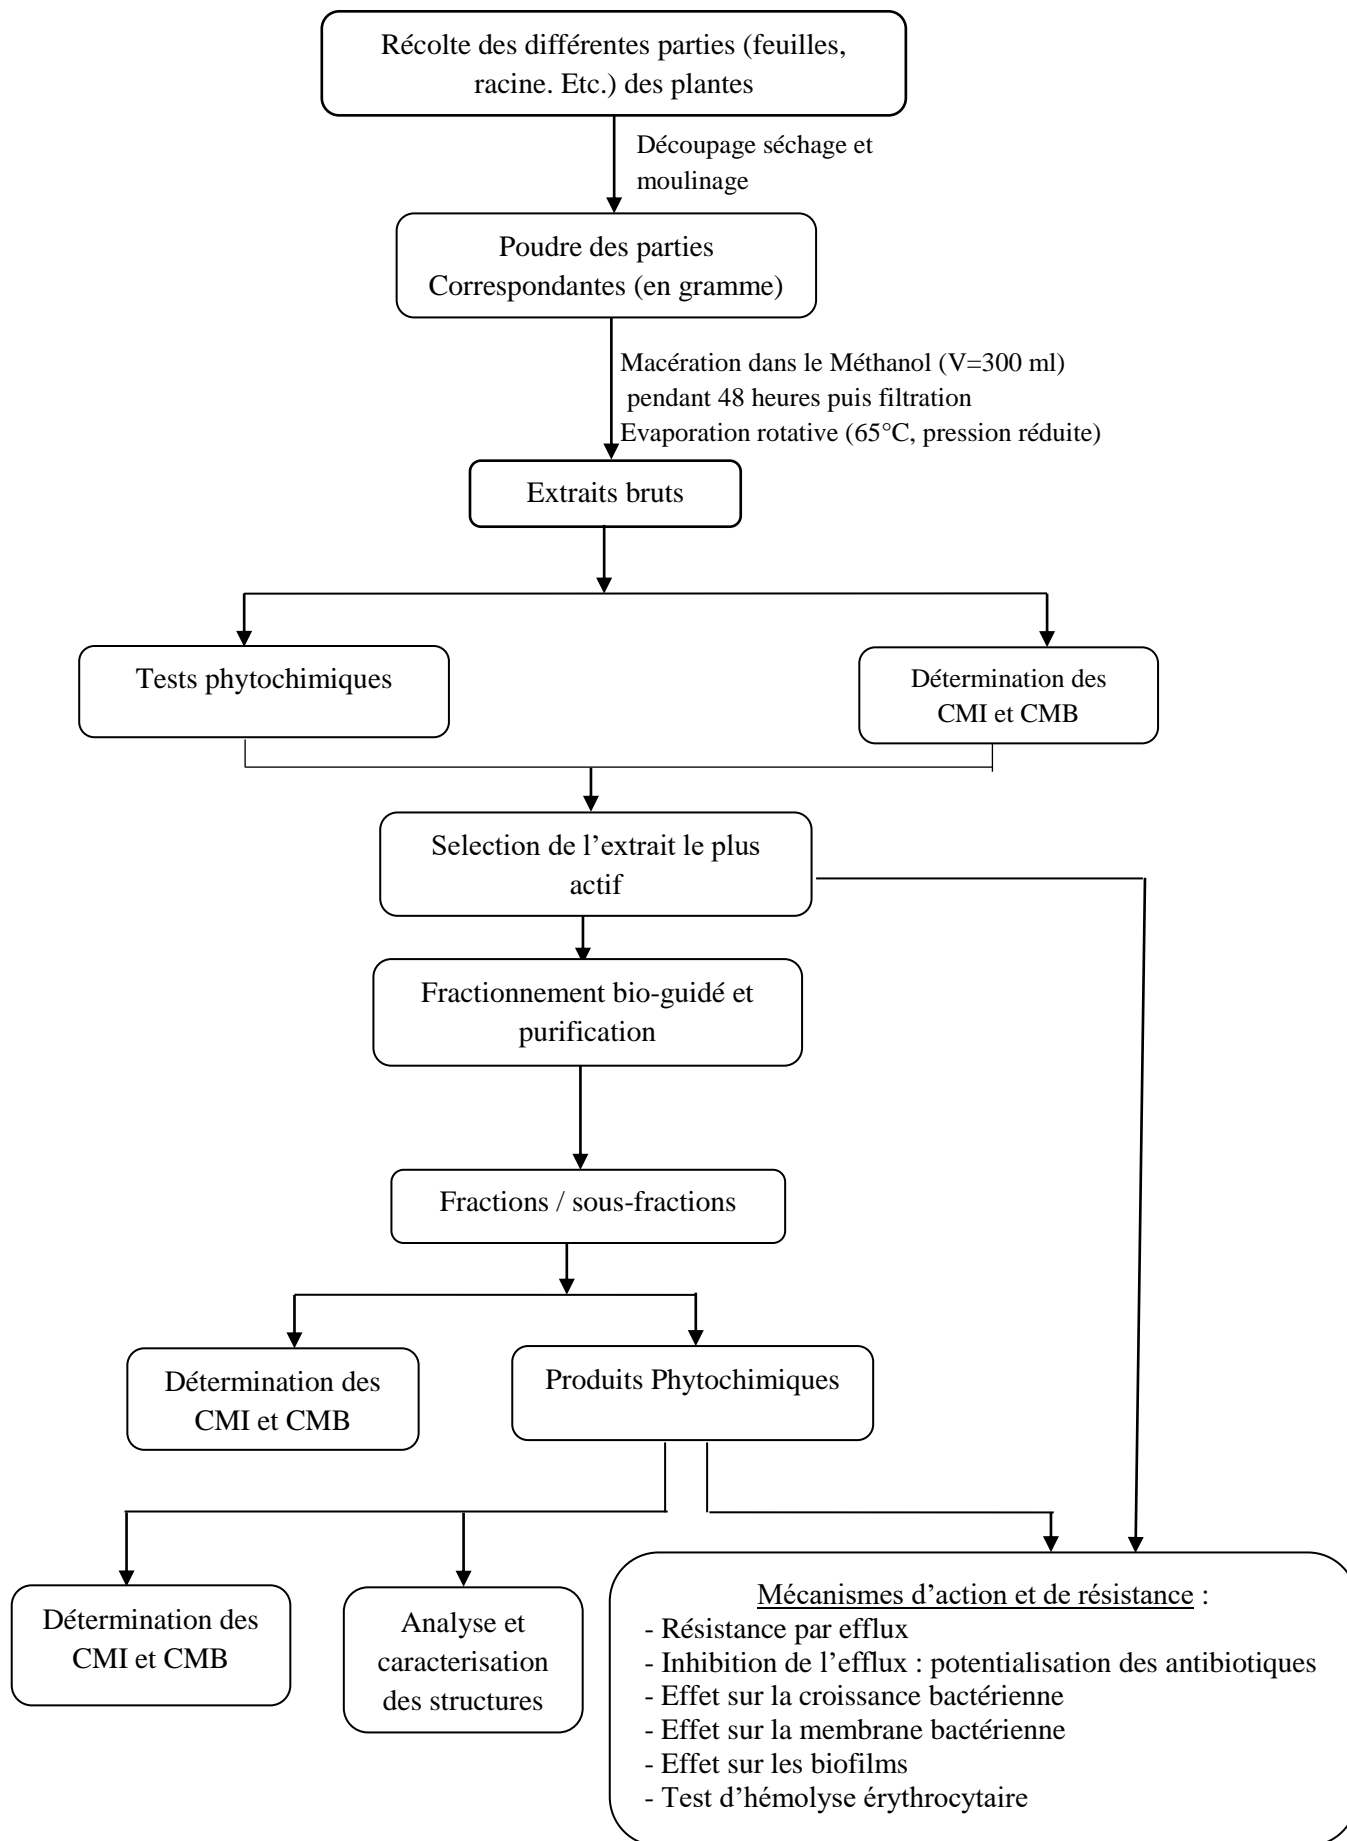 Récolte des différentes parties (feuilles,
racine. Etc.) des plantes
Découpage séchage et
moulinage
Poudre des parties
Correspondantes (en gramme)
Macération dans le Méthanol (V=300 ml)
pendant 48 heures puis filtration
Evaporation rotative (65°C, pression réduite)
Extraits bruts
Tests phytochimiques
Détermination des
CMI et CMB
Selection de l’extrait le plus
actif
Fractionnement bio-guidé et
purification
Fractions / sous-fractions
Détermination des
CMI et CMB
Produits Phytochimiques
Détermination des
CMI et CMB
Analyse et
caracterisation
des structures
Mécanismes d’action et de résistance :
- Résistance par efflux
- Inhibition de l’efflux : potentialisation des antibiotiques
- Effet sur la croissance bactérienne
- Effet sur la membrane bactérienne
- Effet sur les biofilms
- Test d’hémolyse érythrocytaire